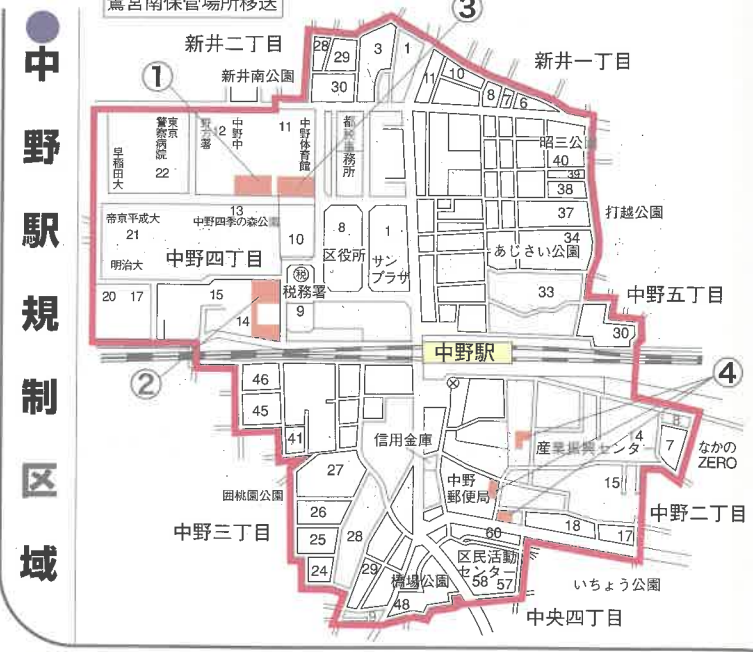 鷺宮南保管場所移送
中野駅規制区域
③
新井二丁目
28
29
3
1
新井一丁目
①
新井南公園
30
11
10
8
7
6
東京警察病院
22
早稲田大
野方署
12
中野中
11
中野体育館
都税事務所
昭三公園
40
39
38
37
打越公園
帝京平成大
21
13
中野四季の森公園
明治大
中野四丁目
10
8
区役所
1
サンプラザ
34
あじさい公園
税
税務署
9
33
中野五丁目
20
17
15
14
30
中野駅
②
④
46
45
41
信用金庫
産業振興センター
14
8
7
なかのZERO
27
囲桃園公園
中野郵便局
15
26
中野三丁目
25
28
60
18
17
中野二丁目
24
29
橋場公園
区民活動センター
58
57
いちょう公園
48
9
中央四丁目